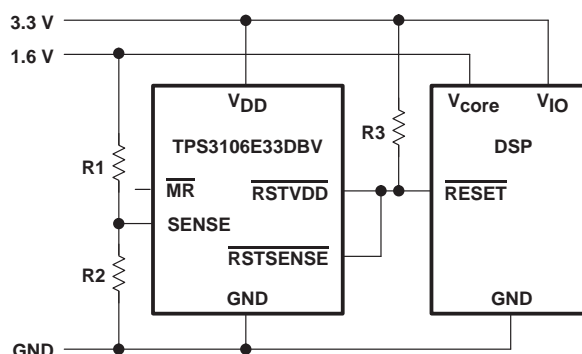 3.3 V
1.6 V
VDD
Vcore
VIO
TPS3106E33DBV
R3
DSP
R1
MR
RSTVDD
RESET
SENSE
R2
RSTSENSE
GND
GND
GND